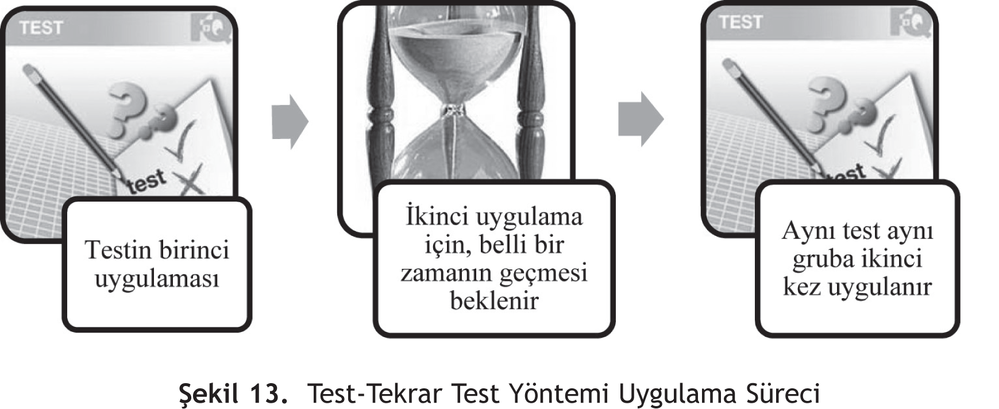 TEST
test
Testin birinci
uygulaması
İkinci uygulama
için, belli bir
zamanın geçmesi
beklenir
TEST
test
Aynı test aynı
gruba ikinci
kez uygulanır
Şekil 13. Test-Tekrar Test Yöntemi Uygulama Süreci